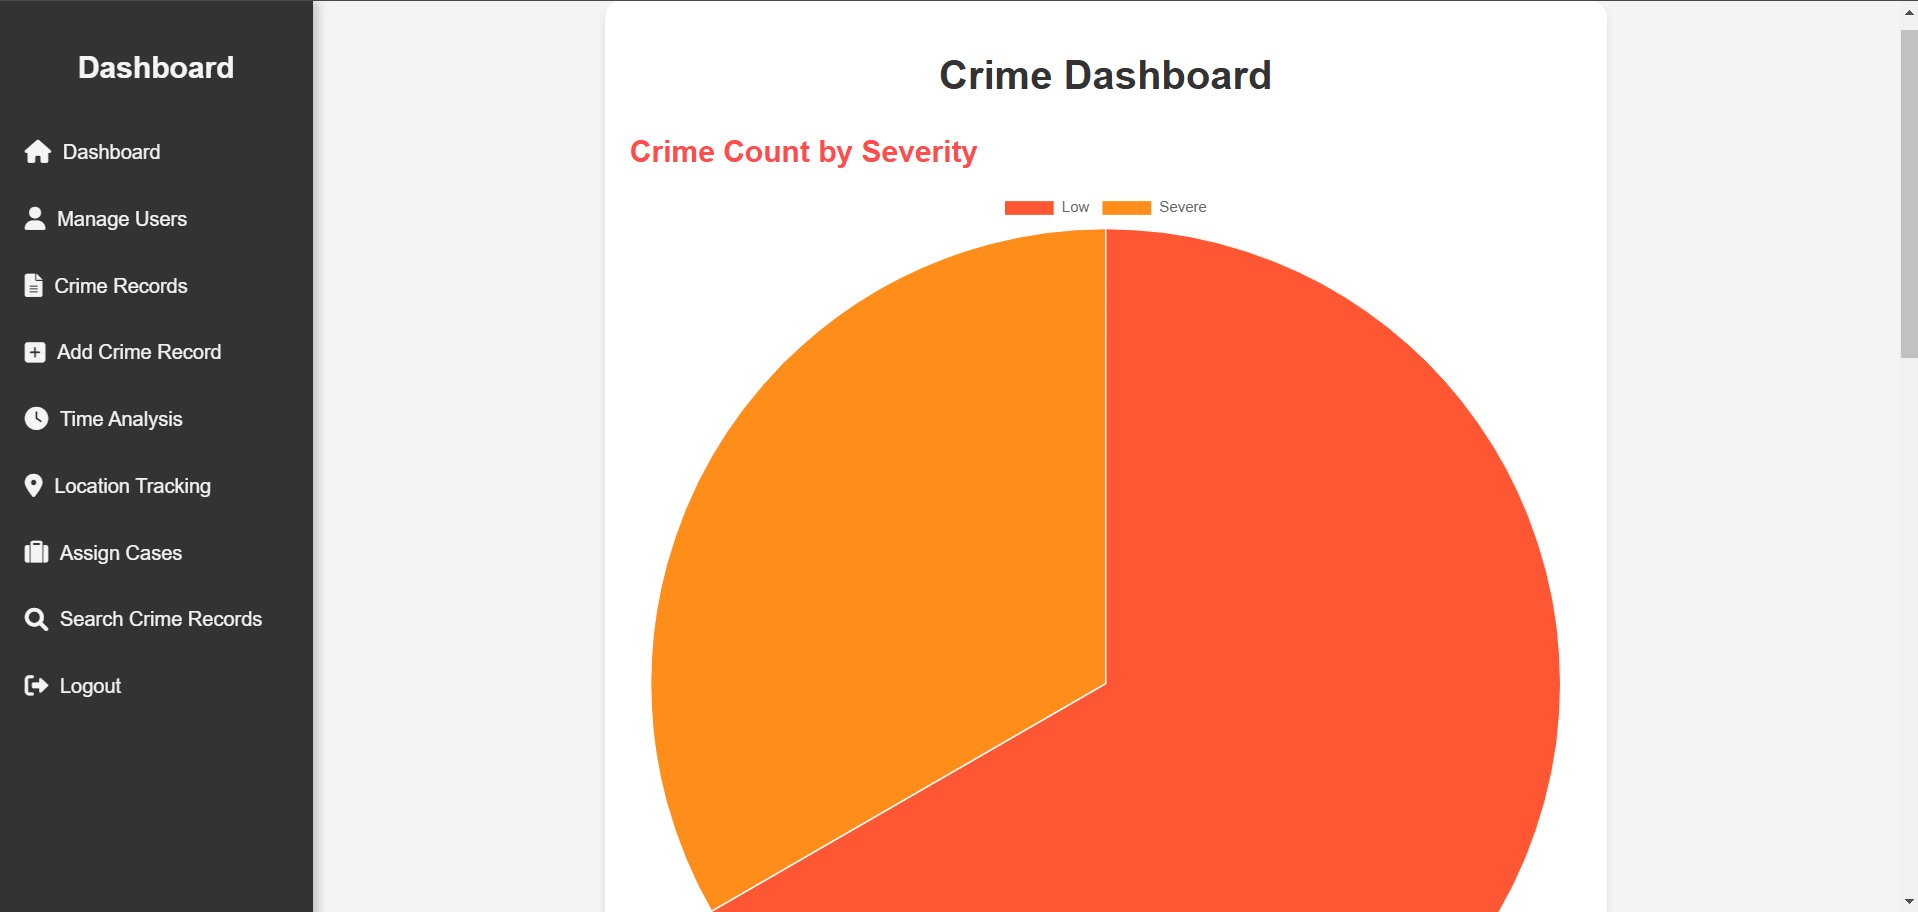 Dashboard
Dashboard
Manage Users
Crime Records
Add Crime Record
Time Analysis
Location Tracking
Assign Cases
Search Crime Records
Logout
Crime Dashboard
Crime Count by Severity
Low Severe